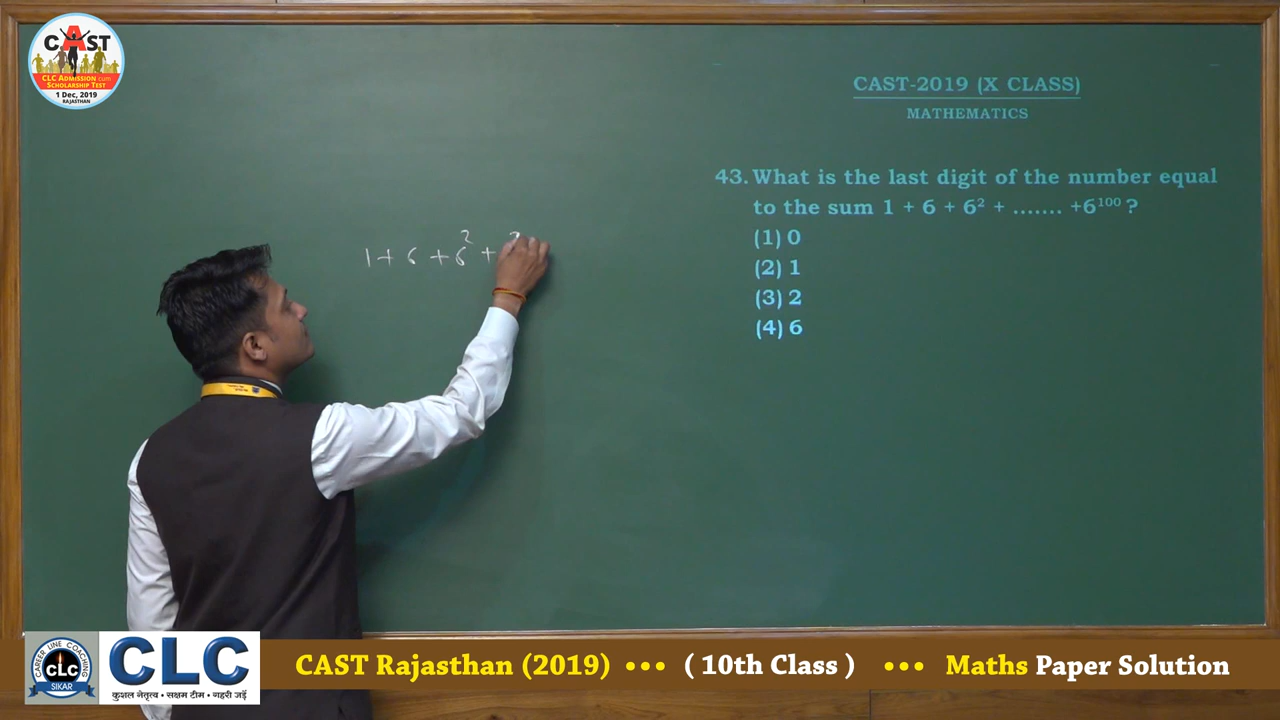 CAST
CLC ADMISSION cum
SCHOLARSHIP TEST
1 Dec, 2019
RAJASTHAN
CAST-2019 (X CLASS)
MATHEMATICS
43. What is the last digit of the number equal
to the sum 1 + 6 + 6² + ....... +6¹⁰⁰ ?
(1) 0
(2) 1
(3) 2
(4) 6
1 + 6 + 6² +
CAREER LINE COACHING
CLC
SIKAR
CLC
कुशल नेतृत्व • सक्षम टीम • गहरी जड़ें
CAST Rajasthan (2019) ••• ( 10th Class ) ••• Maths Paper Solution